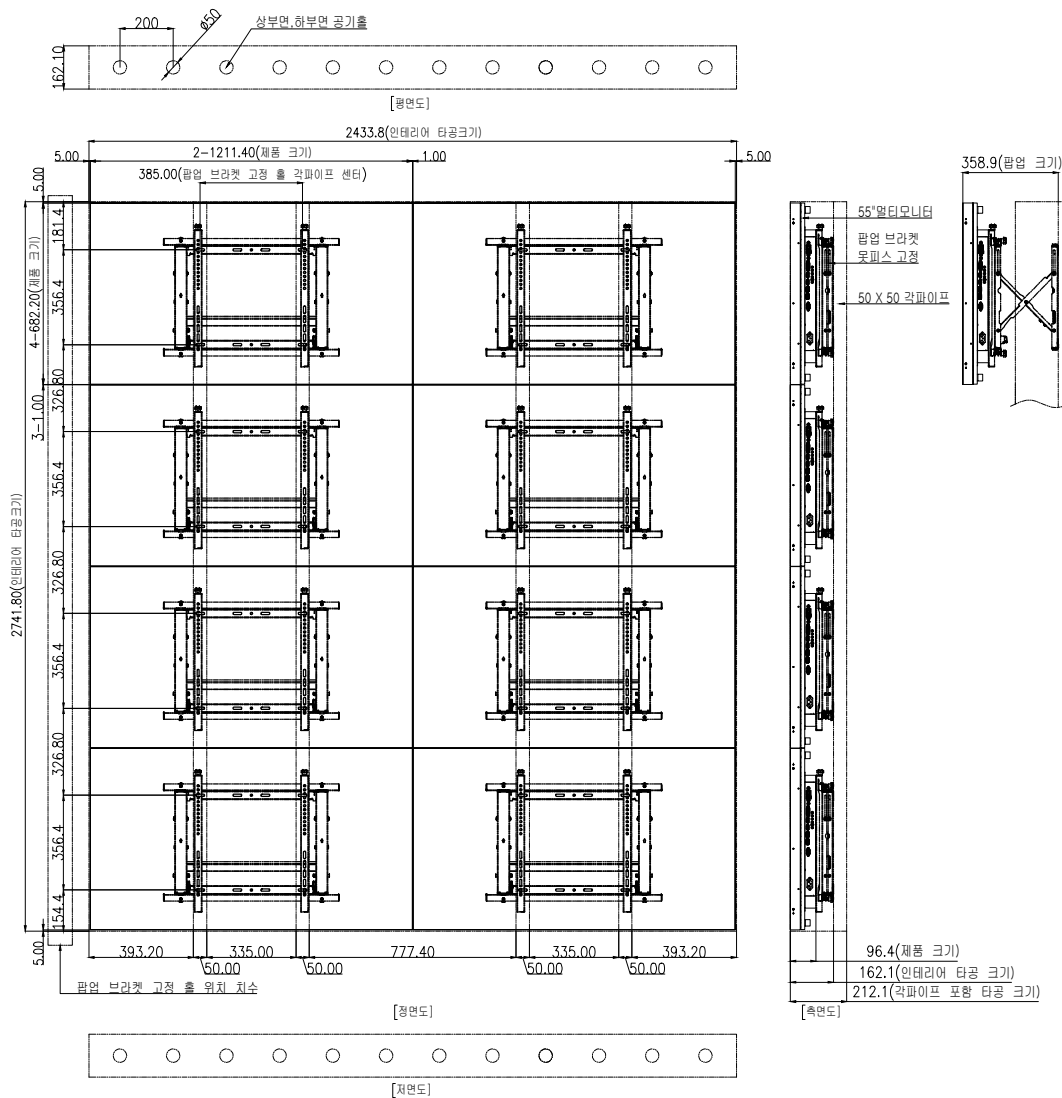 200
ø50
상부면,하부면 공기홀
162.10
[평면도]
2433.8(인테리어 타공크기)
5.00
2-1211.40(제품 크기)
1.00
5.00
385.00(팝업 브라켓 고정 홀 각파이프 센터)
5.00
181.4
356.4
326.80
356.4
326.80
356.4
326.80
356.4
154.4
4-682.20(제품 크기)
3-1.00
2741.80(인테리어 타공크기)
5.00
393.20
335.00
777.40
335.00
393.20
50.00
50.00
50.00
50.00
팝업 브라켓 고정 홀 위치 치수
[정면도]
358.9(팝업 크기)
55"멀티모니터
팝업 브라켓
못피스 고정
50 X 50 각파이프
96.4(제품 크기)
162.1(인테리어 타공 크기)
212.1(각파이프 포함 타공 크기)
[측면도]
[저면도]